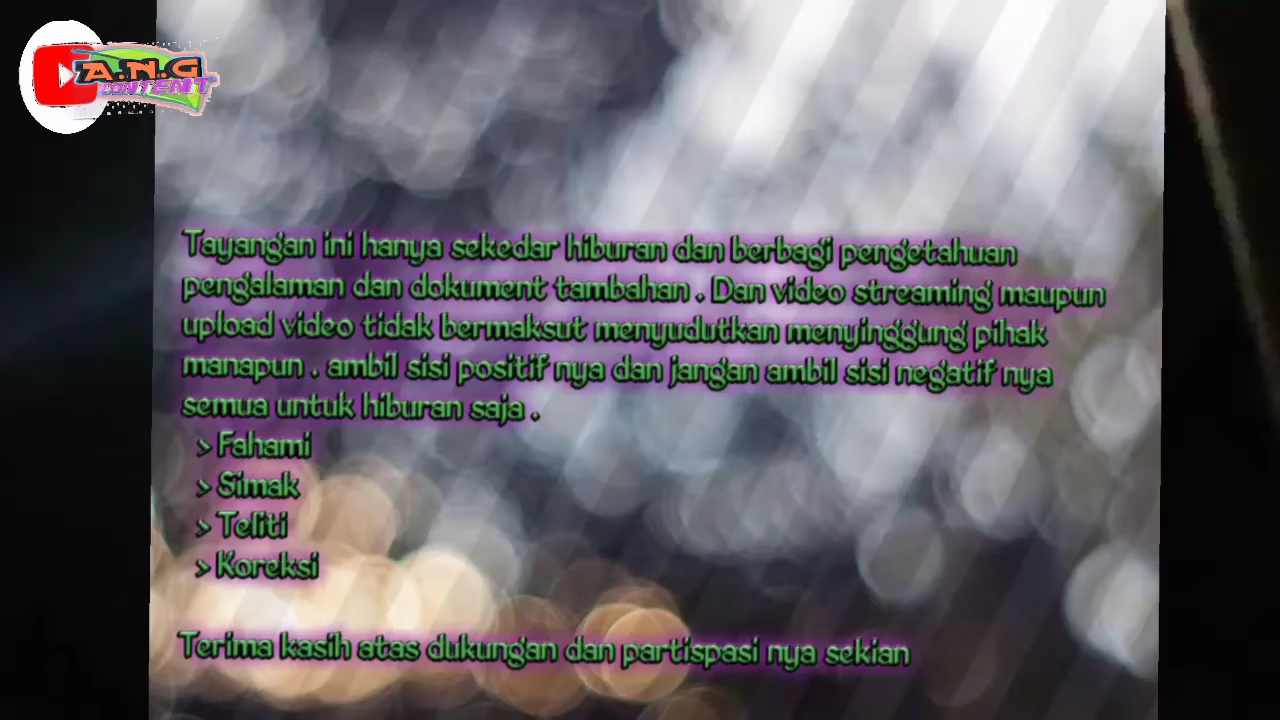 A.N.G
CONTENT
Tayangan ini hanya sekedar hiburan dan berbagi pengetahuan
pengalaman dan dokument tambahan . Dan video streaming maupun
upload video tidak bermaksut menyudutkan menyinggung pihak
manapun . ambil sisi positif nya dan jangan ambil sisi negatif nya
semua untuk hiburan saja .
> Fahami
> Simak
> Teliti
> Koreksi
Terima kasih atas dukungan dan partispasi nya sekian